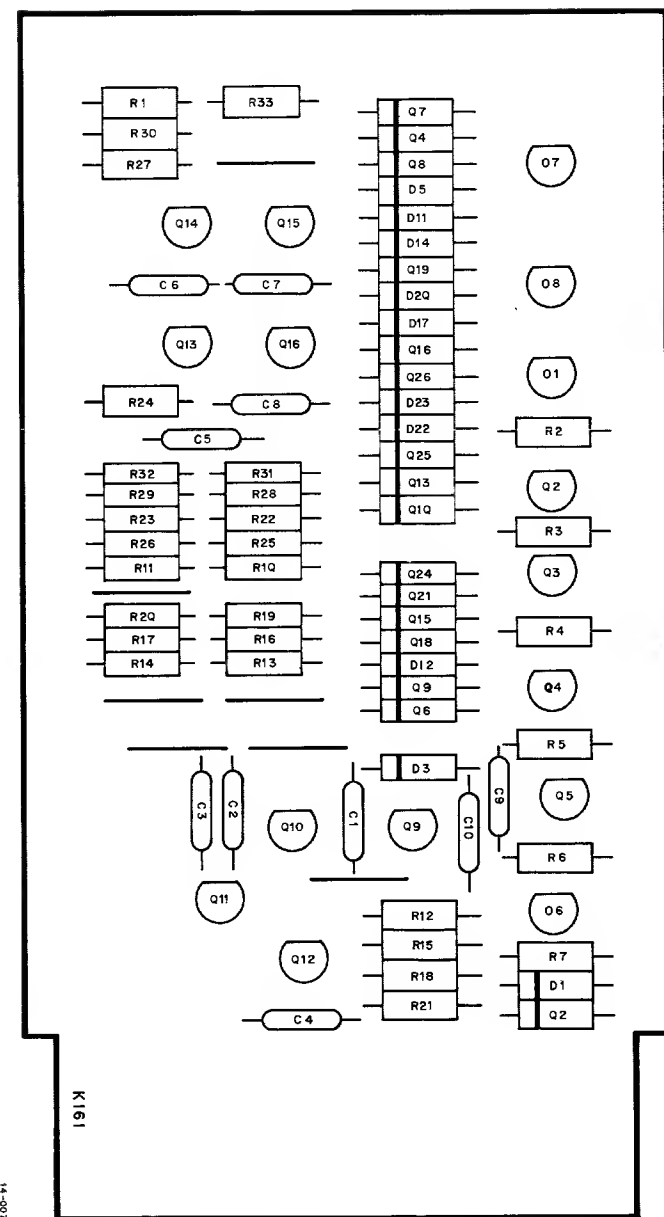 R1
R33
R30
R27
Q14
Q15
C6
C7
Q13
Q16
R24
C8
C5
R32
R31
R29
R28
R23
R22
R26
R25
R11
R1Q
R2Q
R19
R17
R16
R14
R13
Q7
Q4
Q8
D5
D11
D14
Q19
D2Q
D17
Q16
Q26
D23
D22
Q25
Q13
Q1Q
Q24
Q21
Q15
Q18
D12
Q9
Q6
D3
O7
O8
O1
R2
Q2
R3
Q3
R4
Q4
R5
Q5
R6
O6
R7
D1
Q2
C3
C2
Q10
C1
Q9
C10
C9
Q11
Q12
R12
R15
R18
R21
C4
K161